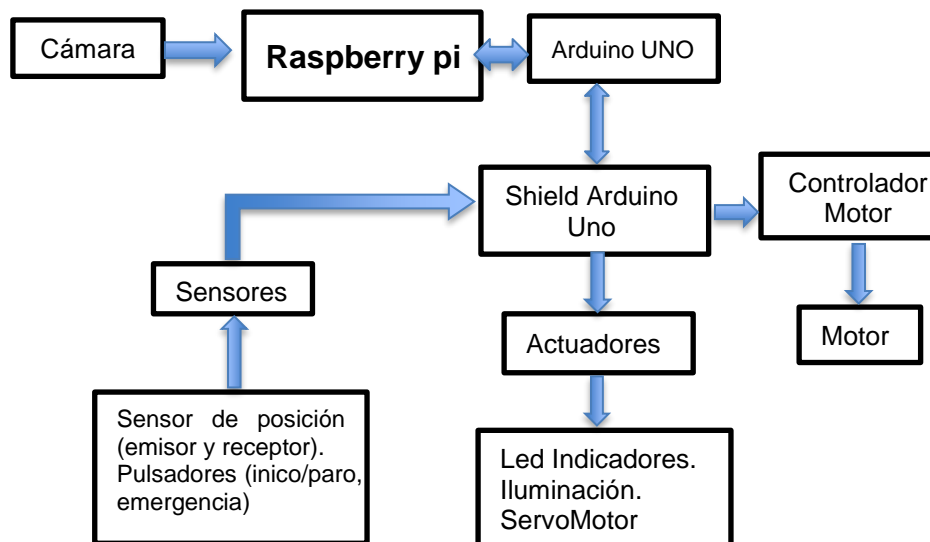 Cámara
Raspberry pi
Arduino UNO
Shield Arduino
Uno
Controlador
Motor
Sensores
Actuadores
Motor
Sensor de posición
(emisor y receptor).
Pulsadores (inico/paro,
emergencia)
Led Indicadores.
Iluminación.
ServoMotor